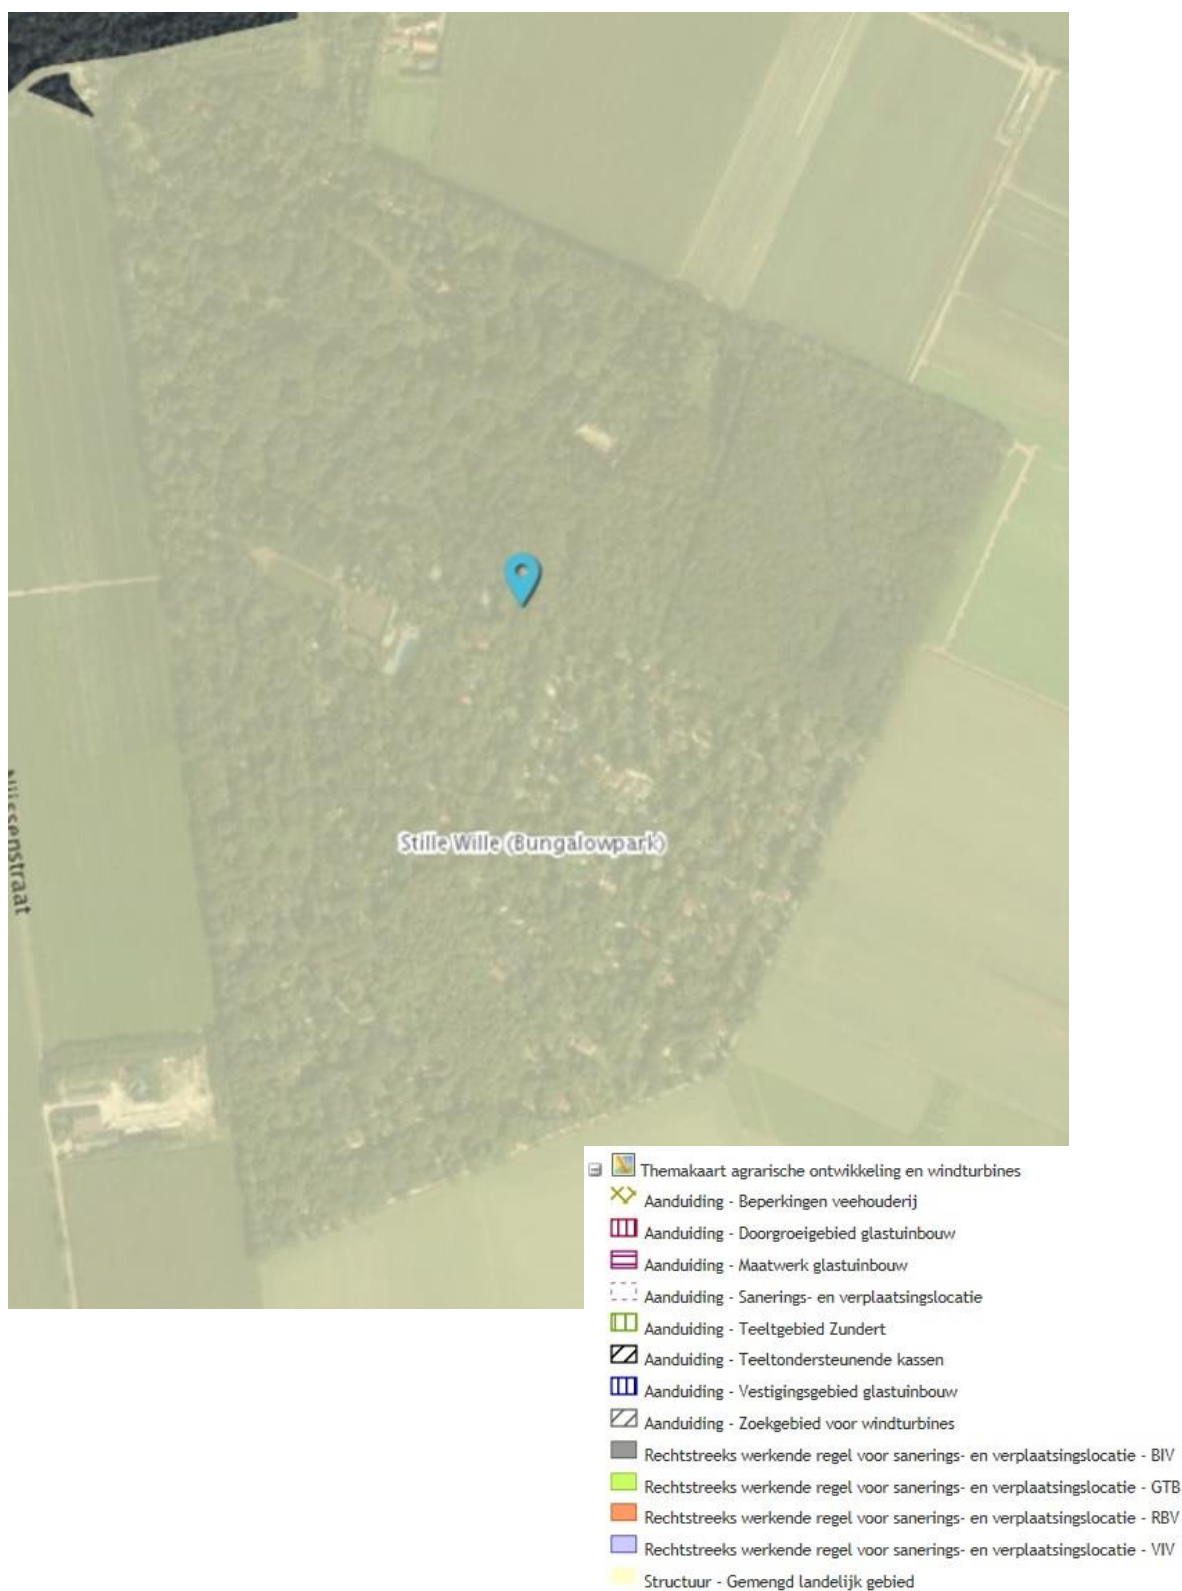 Nijssenstraat
Stille Wille (Bungalowpark)
Themakaart agrarische ontwikkeling en windturbines
Aanduiding - Beperkingen veehouderij
Aanduiding - Doorgroeigebied glastuinbouw
Aanduiding - Maatwerk glastuinbouw
Aanduiding - Sanerings- en verplaatsingslocatie
Aanduiding - Teeltgebied Zundert
Aanduiding - Teeltondersteunende kassen
Aanduiding - Vestigingsgebied glastuinbouw
Aanduiding - Zoekgebied voor windturbines
Rechtstreeks werkende regel voor sanerings- en verplaatsingslocatie - BIV
Rechtstreeks werkende regel voor sanerings- en verplaatsingslocatie - GTB
Rechtstreeks werkende regel voor sanerings- en verplaatsingslocatie - RBV
Rechtstreeks werkende regel voor sanerings- en verplaatsingslocatie - VIV
Structuur - Gemengd landelijk gebied